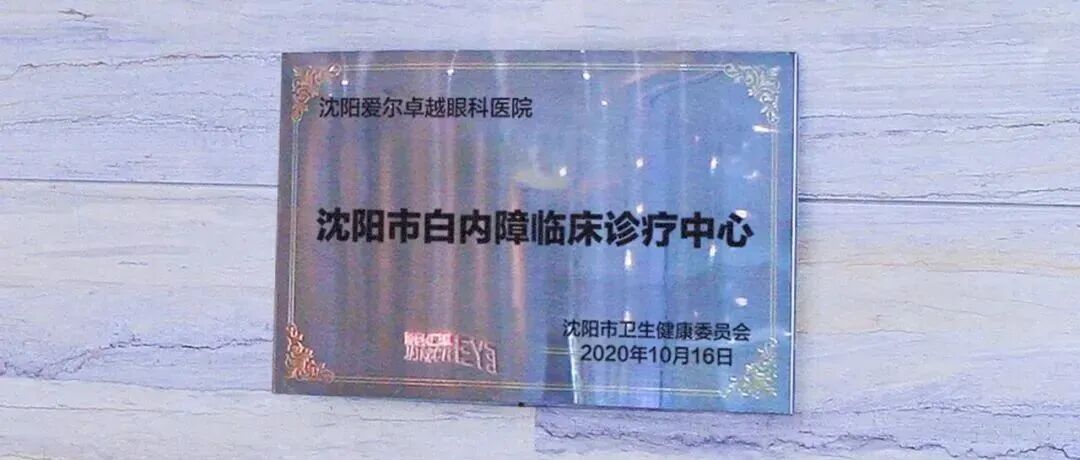 沈阳爱尔卓越眼科医院
沈阳市白内障临床诊疗中心
沈阳市卫生健康委员会
2020年10月16日